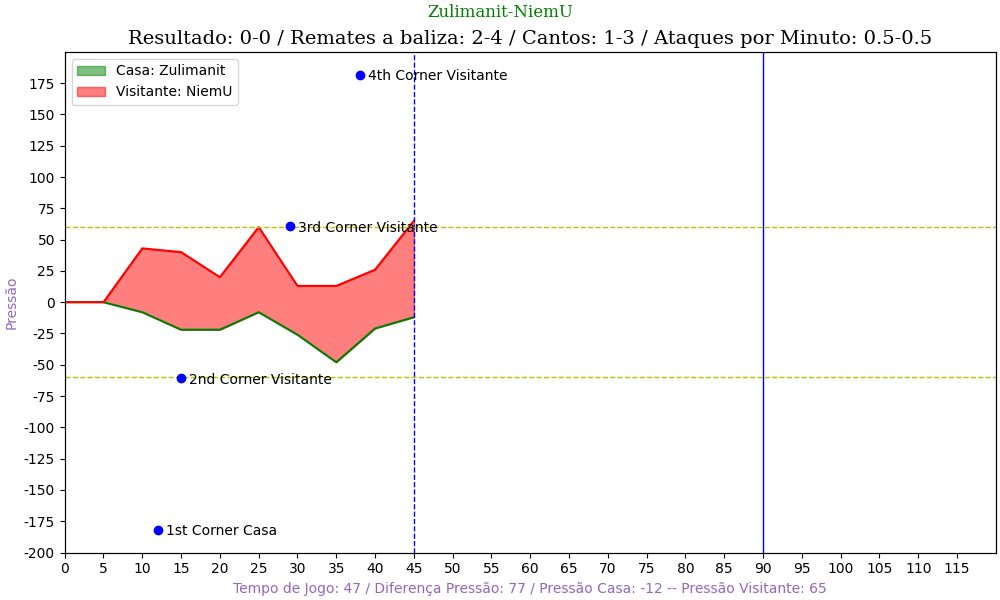 Zulimanit-NiemU
Resultado: 0-0 / Remates a baliza: 2-4 / Cantos: 1-3 / Ataques por Minuto: 0.5-0.5
Casa: Zulimanit
Visitante: NiemU
4th Corner Visitante
3rd Corner Visitante
2nd Corner Visitante
1st Corner Casa
Pressão
175
150
125
100
75
50
25
0
-25
-50
-75
-100
-125
-150
-175
-200
0 5 10 15 20 25 30 35 40 45 50 55 60 65 70 75 80 85 90 95 100 105 110 115
Tempo de Jogo: 47 / Diferença Pressão: 77 / Pressão Casa: -12 -- Pressão Visitante: 65